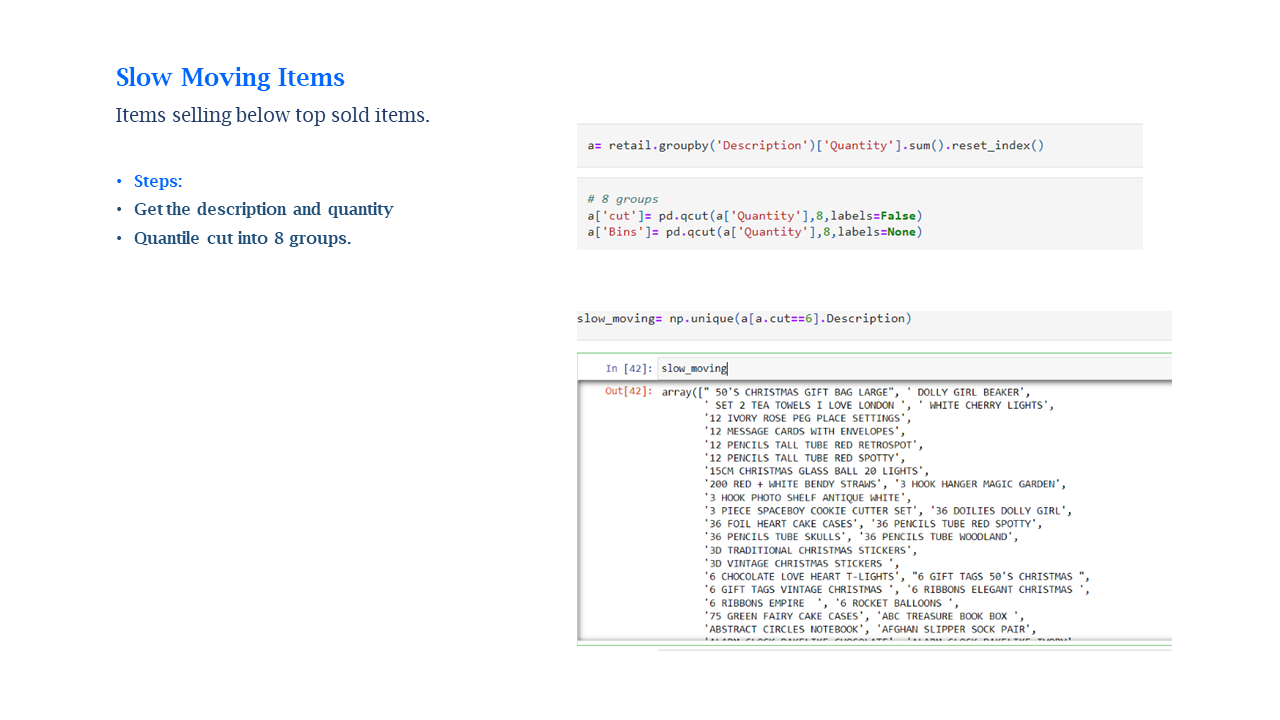 Slow Moving Items
Items selling below top sold items.
• Steps:
• Get the description and quantity
• Quantile cut into 8 groups.
a= retail.groupby('Description')['Quantity'].sum().reset_index()
# 8 groups
a['cut']= pd.qcut(a['Quantity'],8,labels=False)
a['Bins']= pd.qcut(a['Quantity'],8,labels=None)
slow_moving= np.unique(a[a.cut==6].Description)
In [42]: slow_moving
Out[42]: array([" 50'S CHRISTMAS GIFT BAG LARGE", ' DOLLY GIRL BEAKER',
' SET 2 TEA TOWELS I LOVE LONDON ', ' WHITE CHERRY LIGHTS',
'12 IVORY ROSE PEG PLACE SETTINGS',
'12 MESSAGE CARDS WITH ENVELOPES',
'12 PENCILS TALL TUBE RED RETROSPOT',
'12 PENCILS TALL TUBE RED SPOTTY',
'15CM CHRISTMAS GLASS BALL 20 LIGHTS',
'200 RED + WHITE BENDY STRAWS', '3 HOOK HANGER MAGIC GARDEN',
'3 HOOK PHOTO SHELF ANTIQUE WHITE',
'3 PIECE SPACEBOY COOKIE CUTTER SET', '36 DOILIES DOLLY GIRL',
'36 FOIL HEART CAKE CASES', '36 PENCILS TUBE RED SPOTTY',
'36 PENCILS TUBE SKULLS', '36 PENCILS TUBE WOODLAND',
'3D TRADITIONAL CHRISTMAS STICKERS',
'3D VINTAGE CHRISTMAS STICKERS ',
'6 CHOCOLATE LOVE HEART T-LIGHTS', "6 GIFT TAGS 50'S CHRISTMAS ",
'6 GIFT TAGS VINTAGE CHRISTMAS ', '6 RIBBONS ELEGANT CHRISTMAS ',
'6 RIBBONS EMPIRE  ', '6 ROCKET BALLOONS ',
'75 GREEN FAIRY CAKE CASES', 'ABC TREASURE BOOK BOX ',
'ABSTRACT CIRCLES NOTEBOOK', 'AFGHAN SLIPPER SOCK PAIR',